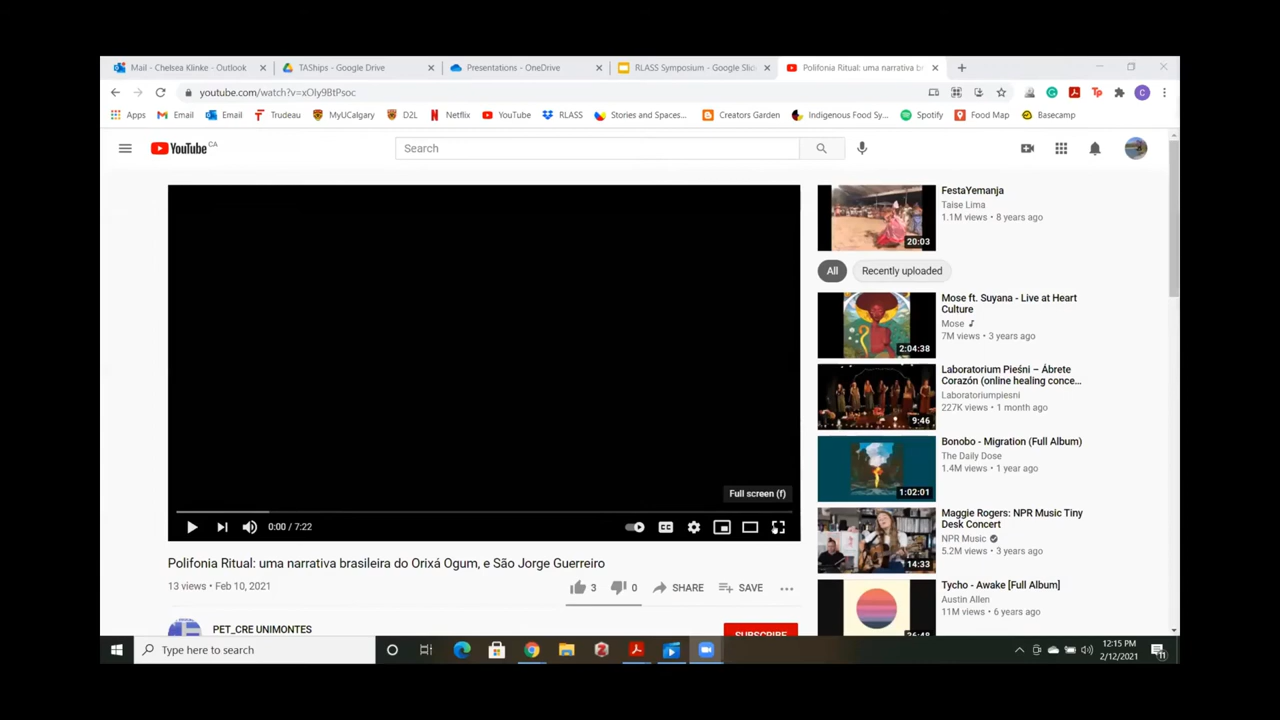 Mail - Chelsea Klinke - Outlook
TAShips - Google Drive
Presentations - OneDrive
RLASS Symposium - Google Slid
Polifonia Ritual: uma narrativa b
youtube.com/watch?v=xOIy9BtPsoc
C
Apps
Email
Email
Trudeau
MyUCalgary
D2L
Netflix
YouTube
RLASS
Stories and Spaces...
Creators Garden
Indigenous Food Sy...
Spotify
Food Map
Basecamp
YouTube CA
Search
FestaYemanja
Taise Lima
1.1M views • 8 years ago
20:03
All
Recently uploaded
Mose ft. Suyana - Live at Heart
Culture
Mose
7M views • 3 years ago
2:04:38
Laboratorium Pieśni – Ábrete
Corazón (online healing conce...
Laboratoriumpiesni
227K views • 1 month ago
9:46
Bonobo - Migration (Full Album)
The Daily Dose
1.4M views • 1 year ago
1:02:01
Maggie Rogers: NPR Music Tiny
Desk Concert
NPR Music
5.2M views • 3 years ago
14:33
Tycho - Awake [Full Album]
Austin Allen
11M views • 6 years ago
36:48
Full screen (f)
0:00 / 7:22
CC
Polifonia Ritual: uma narrativa brasileira do Orixá Ogum, e São Jorge Guerreiro
13 views • Feb 10, 2021
3
0
SHARE
SAVE
PET_CRE UNIMONTES
SUBSCRIBE
Type here to search
12:15 PM
2/12/2021
11